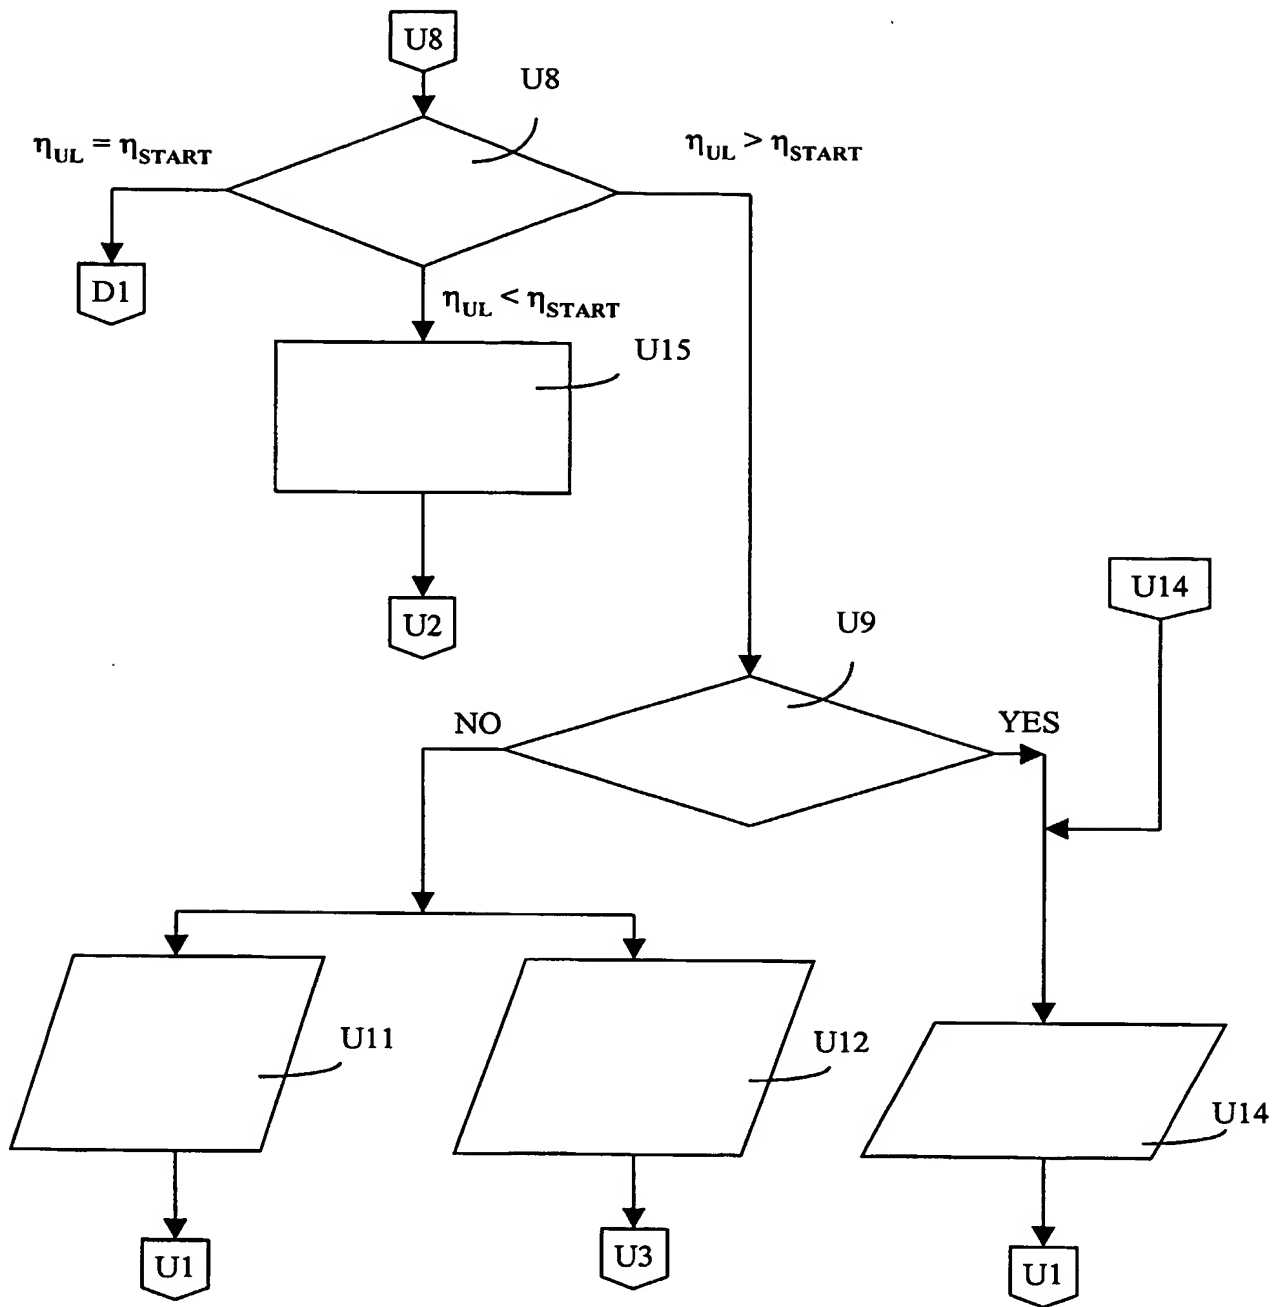 U8
U8
η_UL = η_START
η_UL > η_START
D1
η_UL < η_START
U15
U14
U2
U9
NO
YES
U11
U12
U14
U1
U3
U1